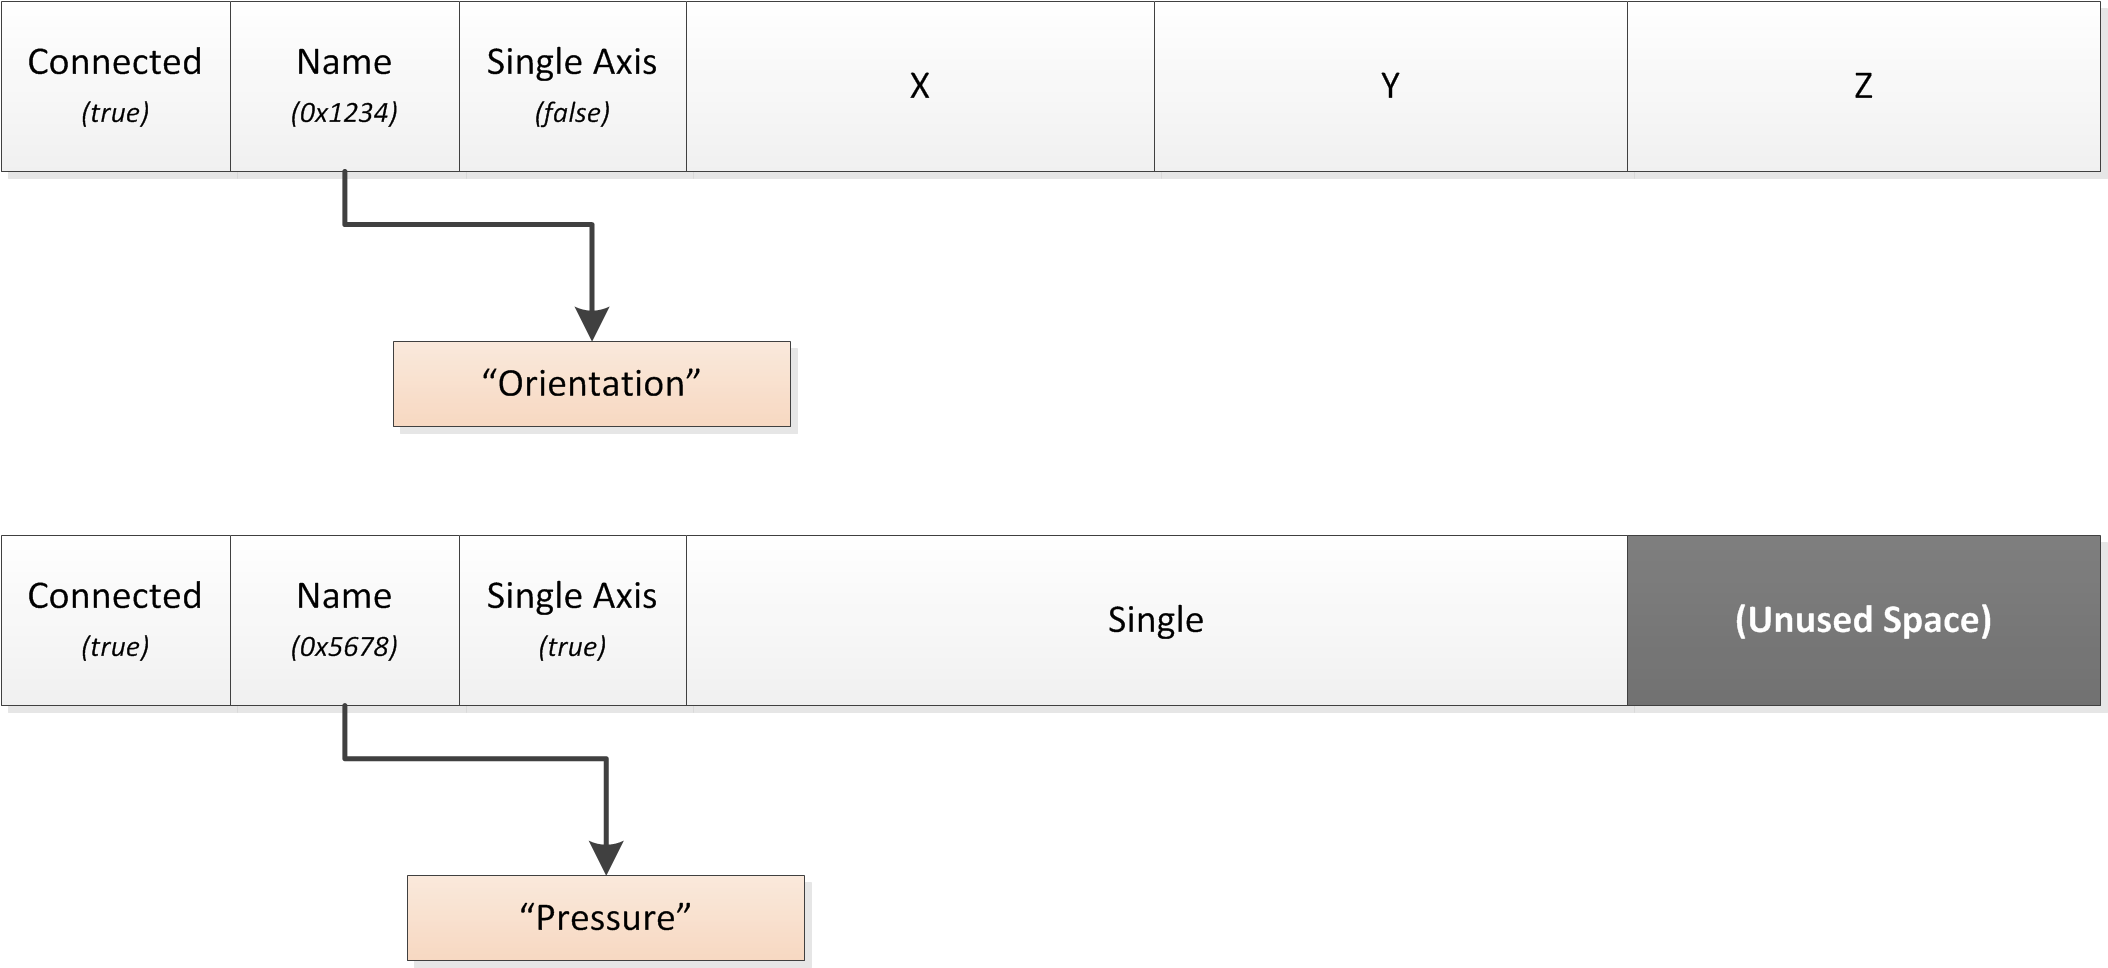 Connected
(true)
Name
(0x1234)
Single Axis
(false)
X
Y
Z
“Orientation”
Connected
(true)
Name
(0x5678)
Single Axis
(true)
Single
(Unused Space)
“Pressure”